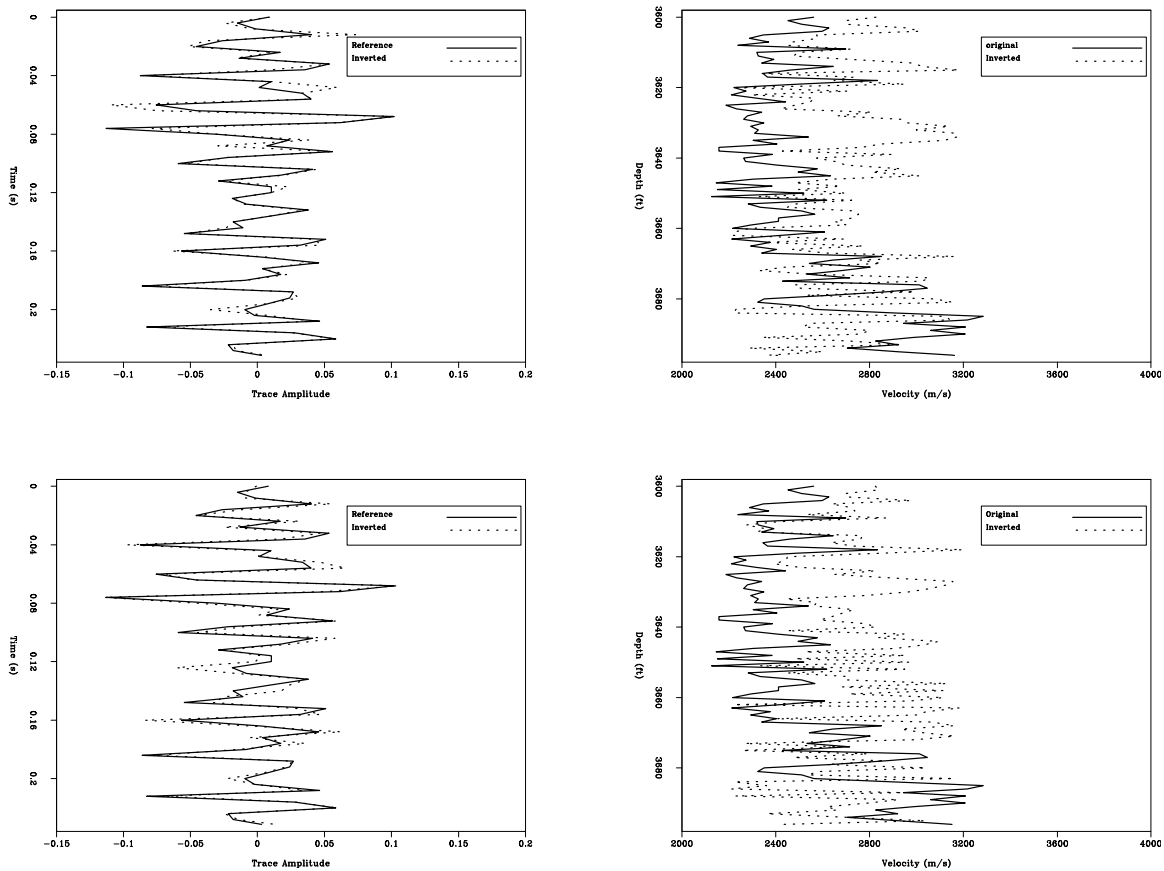 Reference
Inverted
0
0.04
0.08
0.12
0.16
0.2
Time (s)
-0.15 -0.1 -0.05 0 0.05 0.1 0.15 0.2
Trace Amplitude
original
Inverted
3600
3620
3640
3660
3680
Depth (ft)
2000 2400 2800 3200 3600 4000
Velocity (m/s)
Reference
Inverted
0
0.04
0.08
0.12
0.16
0.2
Time (s)
-0.15 -0.1 -0.05 0 0.05 0.1 0.15 0.2
Trace Amplitude
Original
Inverted
3600
3620
3640
3660
3680
Depth (ft)
2000 2400 2800 3200 3600 4000
Velocity (m/s)